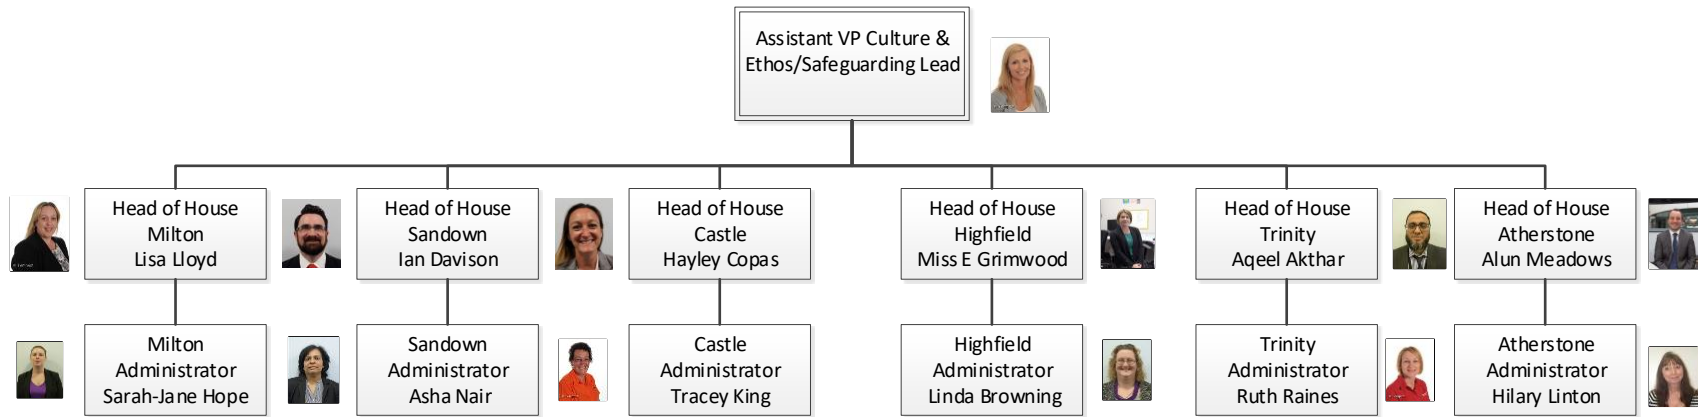 Assistant VP Culture &
Ethos/Safeguarding Lead
Head of House
Milton
Lisa Lloyd
Head of House
Sandown
Ian Davison
Head of House
Castle
Hayley Copas
Head of House
Highfield
Miss E Grimwood
Head of House
Trinity
Aqeel Akthar
Head of House
Atherstone
Alun Meadows
Milton
Administrator
Sarah-Jane Hope
Sandown
Administrator
Asha Nair
Castle
Administrator
Tracey King
Highfield
Administrator
Linda Browning
Trinity
Administrator
Ruth Raines
Atherstone
Administrator
Hilary Linton